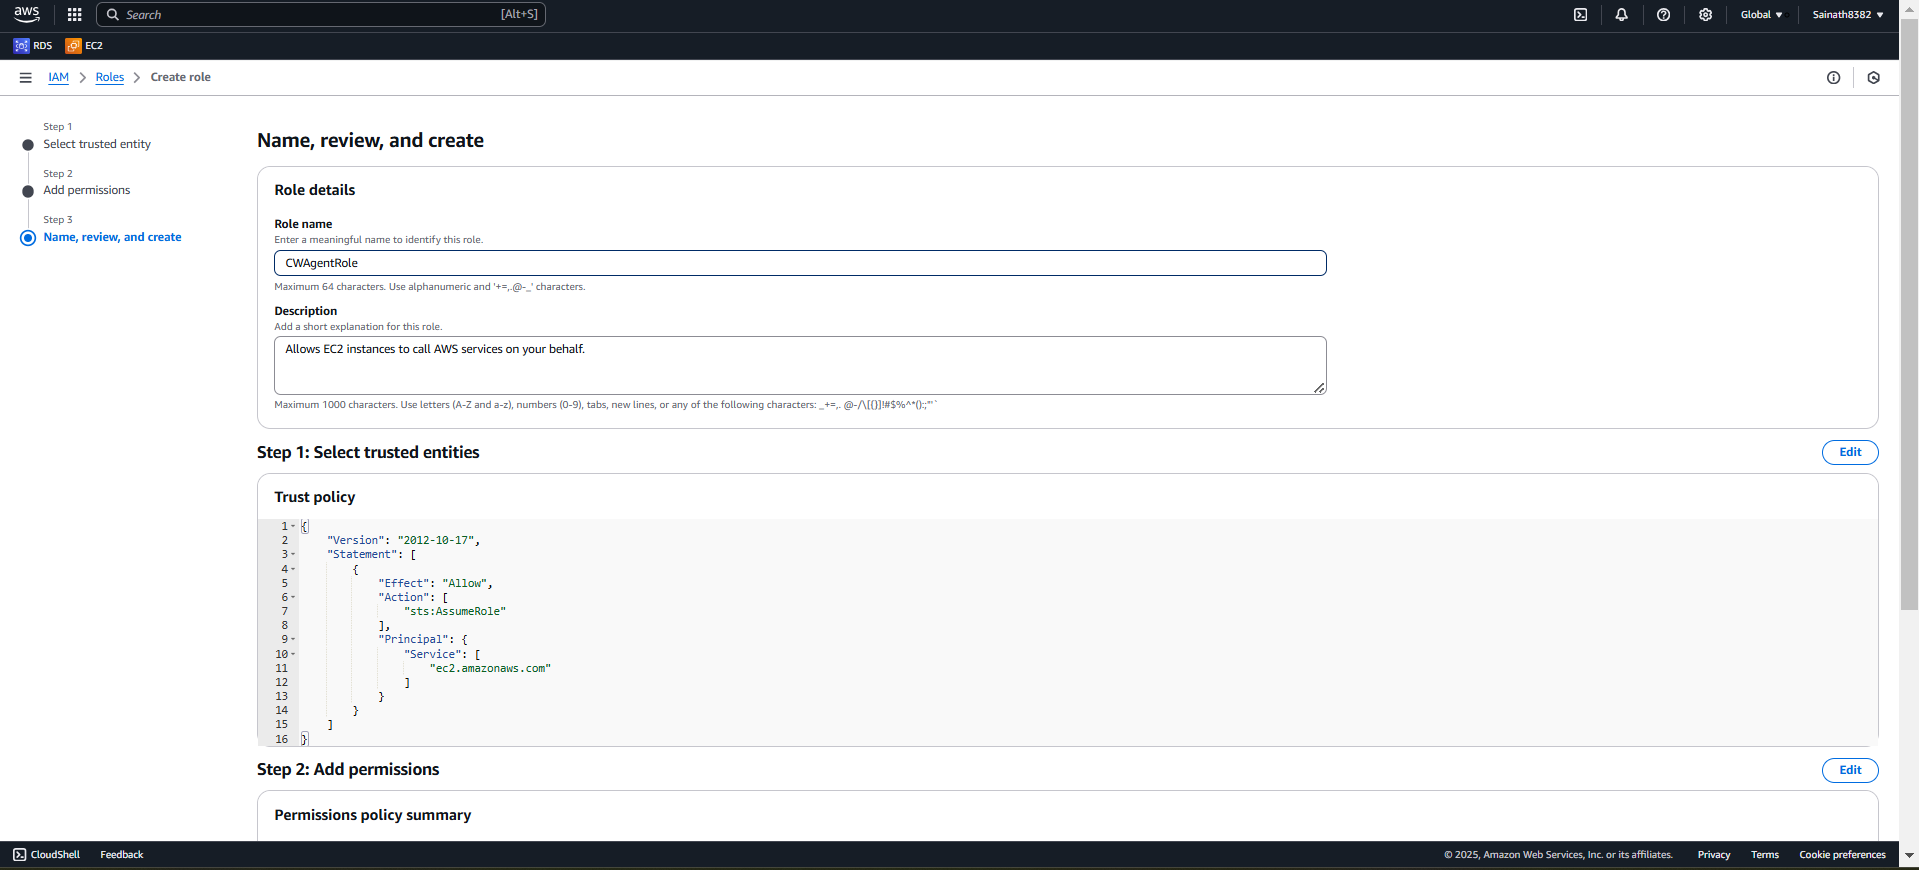 aws
Search [Alt+S] Global Sainath8382
RDS EC2
IAM Roles Create role
Step 1
Select trusted entity
Step 2
Add permissions
Step 3
Name, review, and create
Name, review, and create
Role details
Role name
Enter a meaningful name to identify this role.
CWAgentRole
Maximum 64 characters. Use alphanumeric and '+=,.@-_' characters.
Description
Add a short explanation for this role.
Allows EC2 instances to call AWS services on your behalf.
Maximum 1000 characters. Use letters (A-Z and a-z), numbers (0-9), tabs, new lines, or any of the following characters: _+=,. @-/\[{}]!#$%^*();:"'`
Step 1: Select trusted entities Edit
Trust policy
1 {
2 "Version": "2012-10-17",
3 "Statement": [
4 {
5 "Effect": "Allow",
6 "Action": [
7 "sts:AssumeRole"
8 ],
9 "Principal": {
10 "Service": [
11 "ec2.amazonaws.com"
12 ]
13 }
14 }
15 ]
16 }
Step 2: Add permissions Edit
Permissions policy summary
CloudShell Feedback © 2025, Amazon Web Services, Inc. or its affiliates. Privacy Terms Cookie preferences